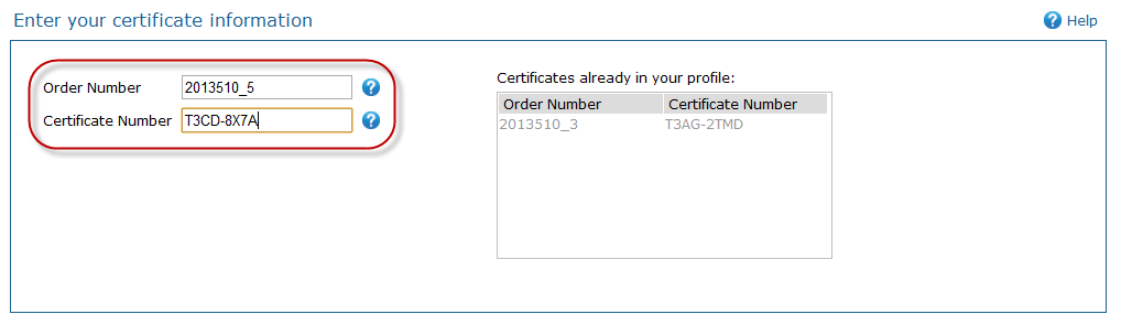 Enter your certificate information
Help
Order Number 2013510_5
Certificate Number T3CD-8X7A
Certificates already in your profile:
Order Number Certificate Number
2013510_3 T3AG-2TMD